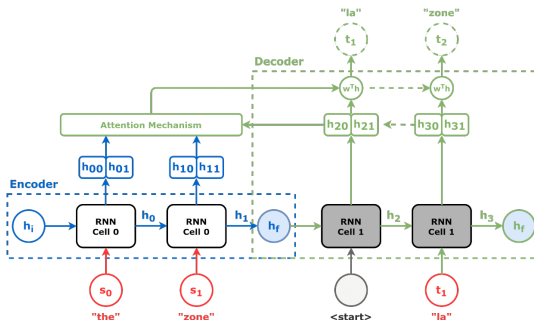 "la" "zone"
t₁ t₂
Decoder
wᵀh wᵀh
Attention Mechanism h₂₀ h₂₁ h₃₀ h₃₁
h₀₀ h₀₁ h₁₀ h₁₁
Encoder
hᵢ RNN Cell 0 h₀ RNN Cell 0 h₁ h_f RNN Cell 1 h₂ RNN Cell 1 h₃ h_f
s₀ s₁ t₁
"the" "zone" <start> "la"